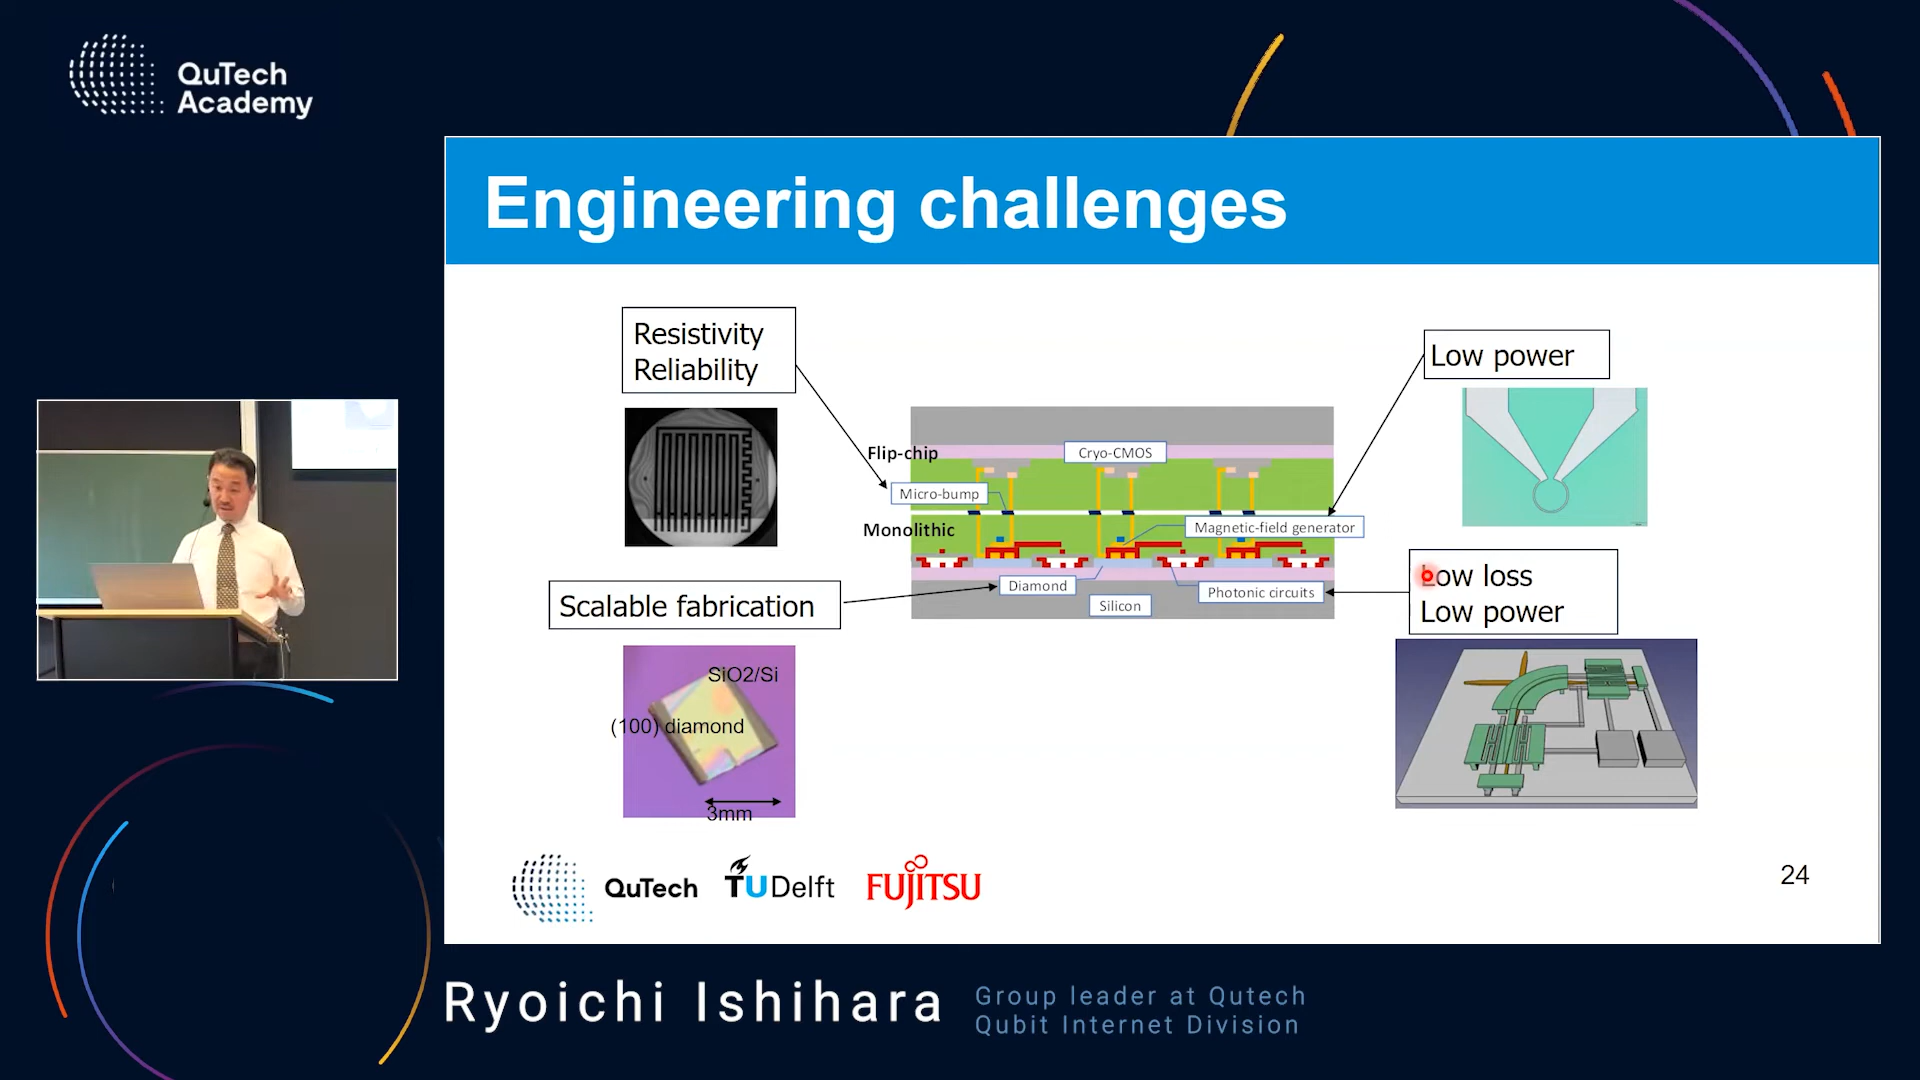 QuTech
Academy
Engineering challenges
Resistivity
Reliability
Low power
Flip-chip
Cryo-CMOS
Micro-bump
Monolithic
Magnetic-field generator
Diamond
Photonic circuits
Silicon
Scalable fabrication
Low loss
Low power
SiO2/Si
(100) diamond
3mm
QuTech
TUDelft
FUJITSU
24
Ryoichi Ishihara
Group leader at Qutech
Qubit Internet Division